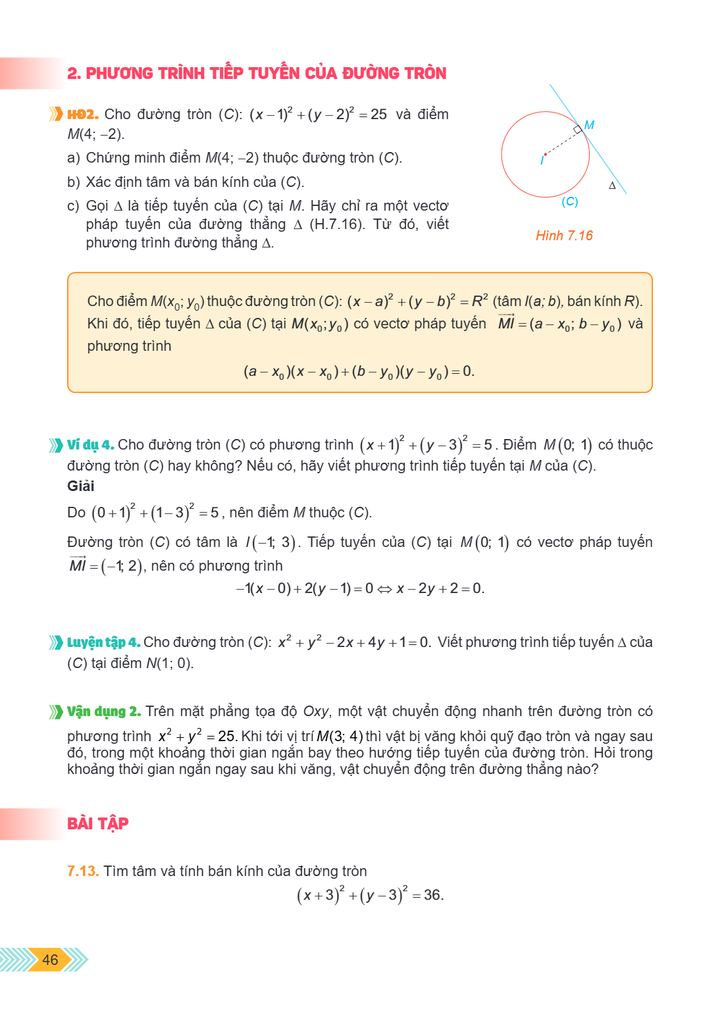 2. PHƯƠNG TRÌNH TIẾP TUYẾN CỦA ĐƯỜNG TRÒN
HĐ2. Cho đường tròn (C): (x − 1)² + (y − 2)² = 25 và điểm
M(4; −2).
a) Chứng minh điểm M(4; −2) thuộc đường tròn (C).
b) Xác định tâm và bán kính của (C).
c) Gọi Δ là tiếp tuyến của (C) tại M. Hãy chỉ ra một vectơ
pháp tuyến của đường thẳng Δ (H.7.16). Từ đó, viết
phương trình đường thẳng Δ.
M
I
Δ
(C)
Hình 7.16
Cho điểm M(x₀; y₀) thuộc đường tròn (C): (x − a)² + (y − b)² = R² (tâm I(a; b), bán kính R).
Khi đó, tiếp tuyến Δ của (C) tại M(x₀; y₀) có vectơ pháp tuyến M͞I⃗ = (a − x₀; b − y₀) và
phương trình
(a − x₀)(x − x₀) + (b − y₀)(y − y₀) = 0.
Ví dụ 4. Cho đường tròn (C) có phương trình (x + 1)² + (y − 3)² = 5. Điểm M(0; 1) có thuộc
đường tròn (C) hay không? Nếu có, hãy viết phương trình tiếp tuyến tại M của (C).
Giải
Do (0 + 1)² + (1 − 3)² = 5, nên điểm M thuộc (C).
Đường tròn (C) có tâm là I(−1; 3). Tiếp tuyến của (C) tại M(0; 1) có vectơ pháp tuyến
M͞I⃗ = (−1; 2), nên có phương trình
−1(x − 0) + 2(y − 1) = 0 ⇔ x − 2y + 2 = 0.
Luyện tập 4. Cho đường tròn (C): x² + y² − 2x + 4y + 1 = 0. Viết phương trình tiếp tuyến Δ của
(C) tại điểm N(1; 0).
Vận dụng 2. Trên mặt phẳng tọa độ Oxy, một vật chuyển động nhanh trên đường tròn có
phương trình x² + y² = 25. Khi tới vị trí M(3; 4) thì vật bị văng khỏi quỹ đạo tròn và ngay sau
đó, trong một khoảng thời gian ngắn bay theo hướng tiếp tuyến của đường tròn. Hỏi trong
khoảng thời gian ngắn ngay sau khi văng, vật chuyển động trên đường thẳng nào?
BÀI TẬP
7.13. Tìm tâm và tính bán kính của đường tròn
(x + 3)² + (y − 3)² = 36.
46